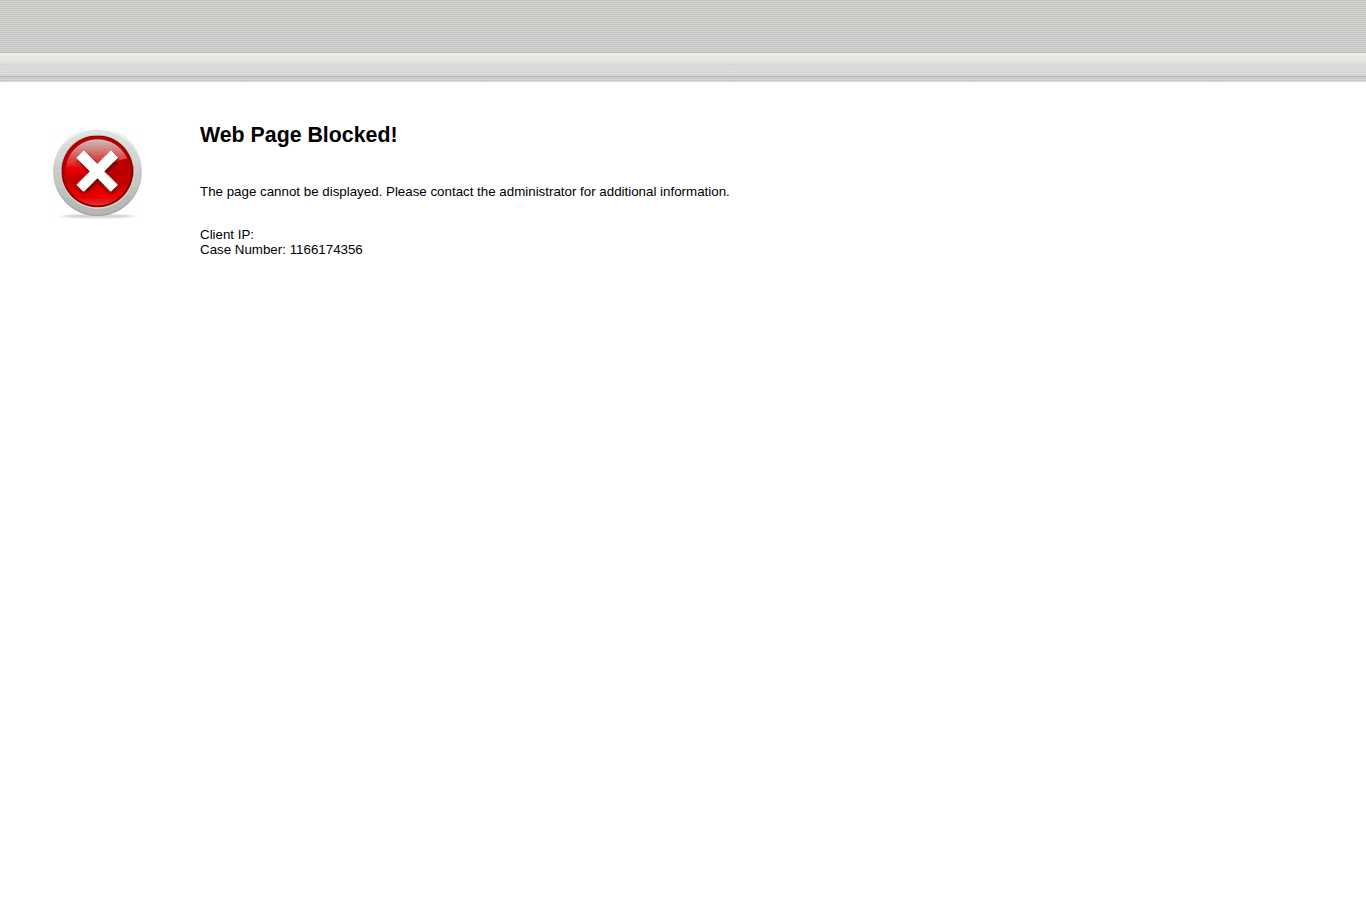 Web Page Blocked!
The page cannot be displayed. Please contact the administrator for additional information.
Client IP:
Case Number: 1166174356